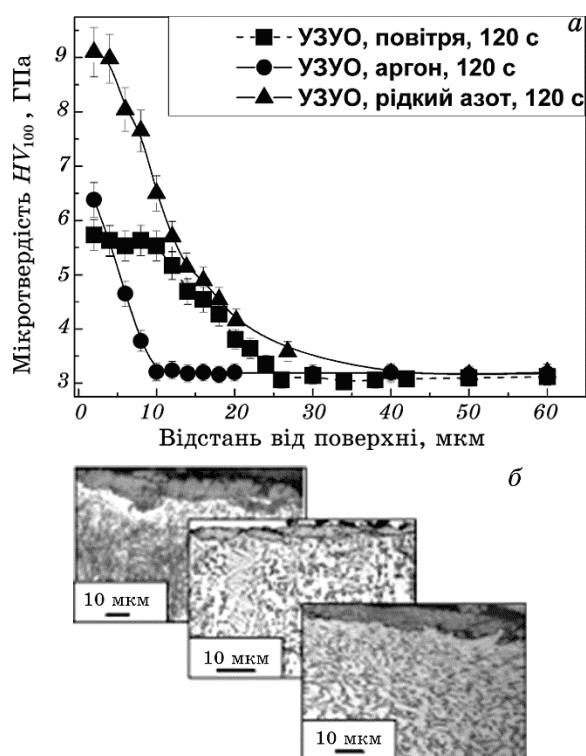 а
УЗУО, повітря, 120 с
УЗУО, аргон, 120 с
УЗУО, рідкий азот, 120 с
Мікротвердість HV100, ГПа
9
8
7
6
5
4
3
0 10 20 30 40 50 60
Відстань від поверхні, мкм
б
10 мкм
10 мкм
10 мкм